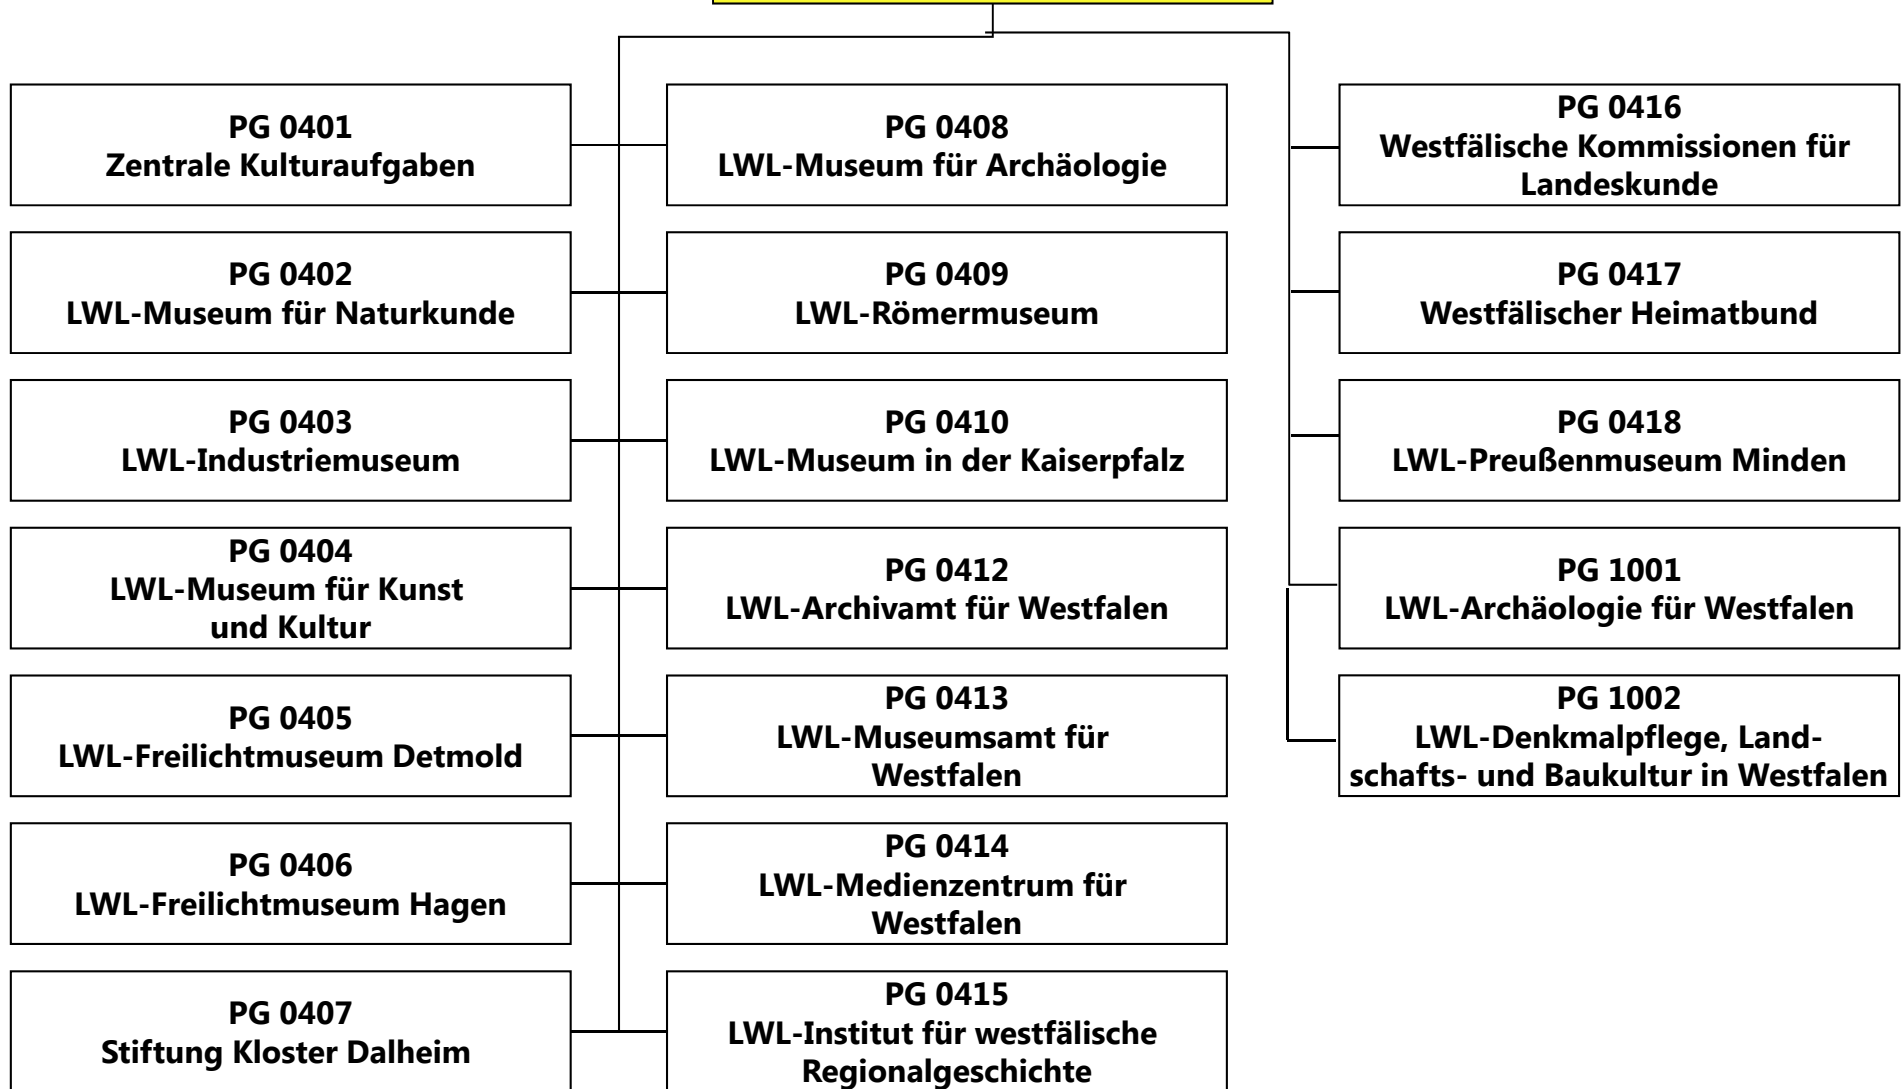 PG 0401
Zentrale Kulturaufgaben
PG 0402
LWL-Museum für Naturkunde
PG 0403
LWL-Industriemuseum
PG 0404
LWL-Museum für Kunst
und Kultur
PG 0405
LWL-Freilichtmuseum Detmold
PG 0406
LWL-Freilichtmuseum Hagen
PG 0407
Stiftung Kloster Dalheim
PG 0408
LWL-Museum für Archäologie
PG 0409
LWL-Römermuseum
PG 0410
LWL-Museum in der Kaiserpfalz
PG 0412
LWL-Archivamt für Westfalen
PG 0413
LWL-Museumsamt für
Westfalen
PG 0414
LWL-Medienzentrum für
Westfalen
PG 0415
LWL-Institut für westfälische
Regionalgeschichte
PG 0416
Westfälische Kommissionen für
Landeskunde
PG 0417
Westfälischer Heimatbund
PG 0418
LWL-Preußenmuseum Minden
PG 1001
LWL-Archäologie für Westfalen
PG 1002
LWL-Denkmalpflege, Land-
schafts- und Baukultur in Westfalen